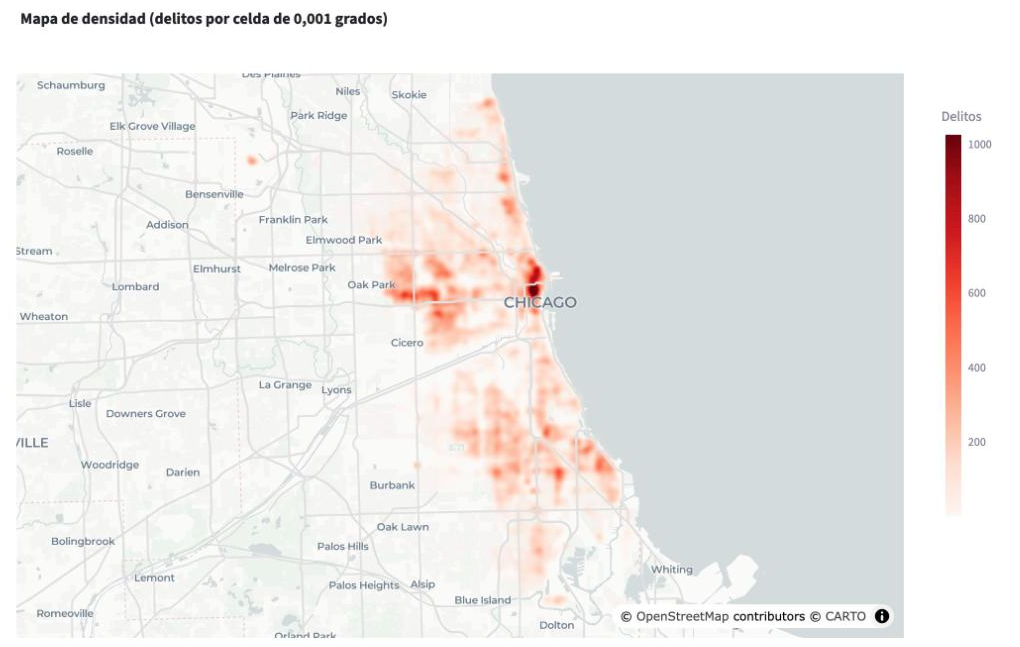 Mapa de densidad (delitos por celda de 0,001 grados)
Des Plaines
Schaumburg
Niles
Skokie
Park Ridge
Elk Grove Village
Roselle
Bensenville
Franklin Park
Addison
Elmwood Park
Stream
Elmhurst
Melrose Park
Oak Park
Lombard
CHICAGO
Wheaton
Cicero
La Grange
Lyons
Lisle
Downers Grove
VILLE
Woodridge
Darien
Burbank
Oak Lawn
Bolingbrook
Palos Hills
Lemont
Palos Heights
Alsip
Whiting
Blue Island
Romeoville
Dolton
Orland Park
© OpenStreetMap contributors © CARTO
Delitos
1000
800
600
400
200